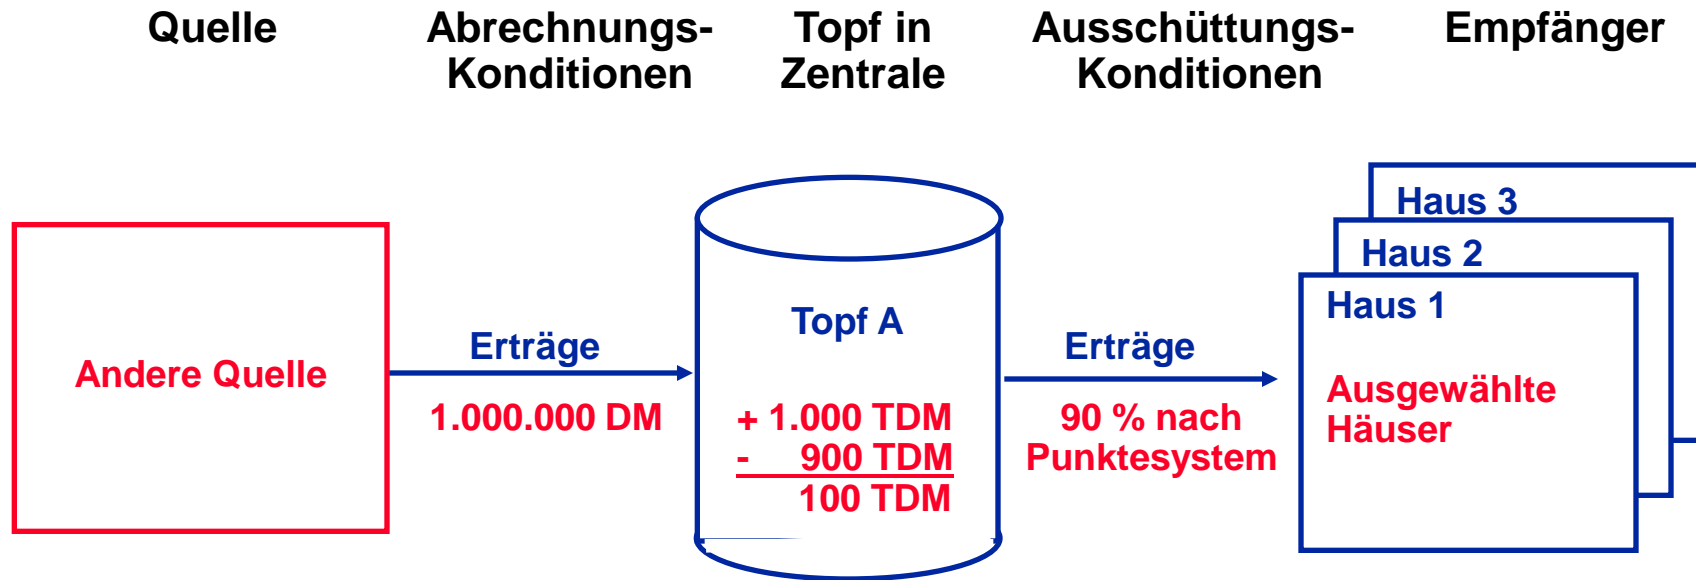 Quelle
Abrechnungs-
Konditionen
Topf in
Zentrale
Ausschüttungs-
Konditionen
Empfänger
Andere Quelle
Erträge
1.000.000 DM
Topf A
+ 1.000 TDM
- 900 TDM
100 TDM
Erträge
90 % nach
Punktesystem
Haus 3
Haus 2
Haus 1
Ausgewählte
Häuser